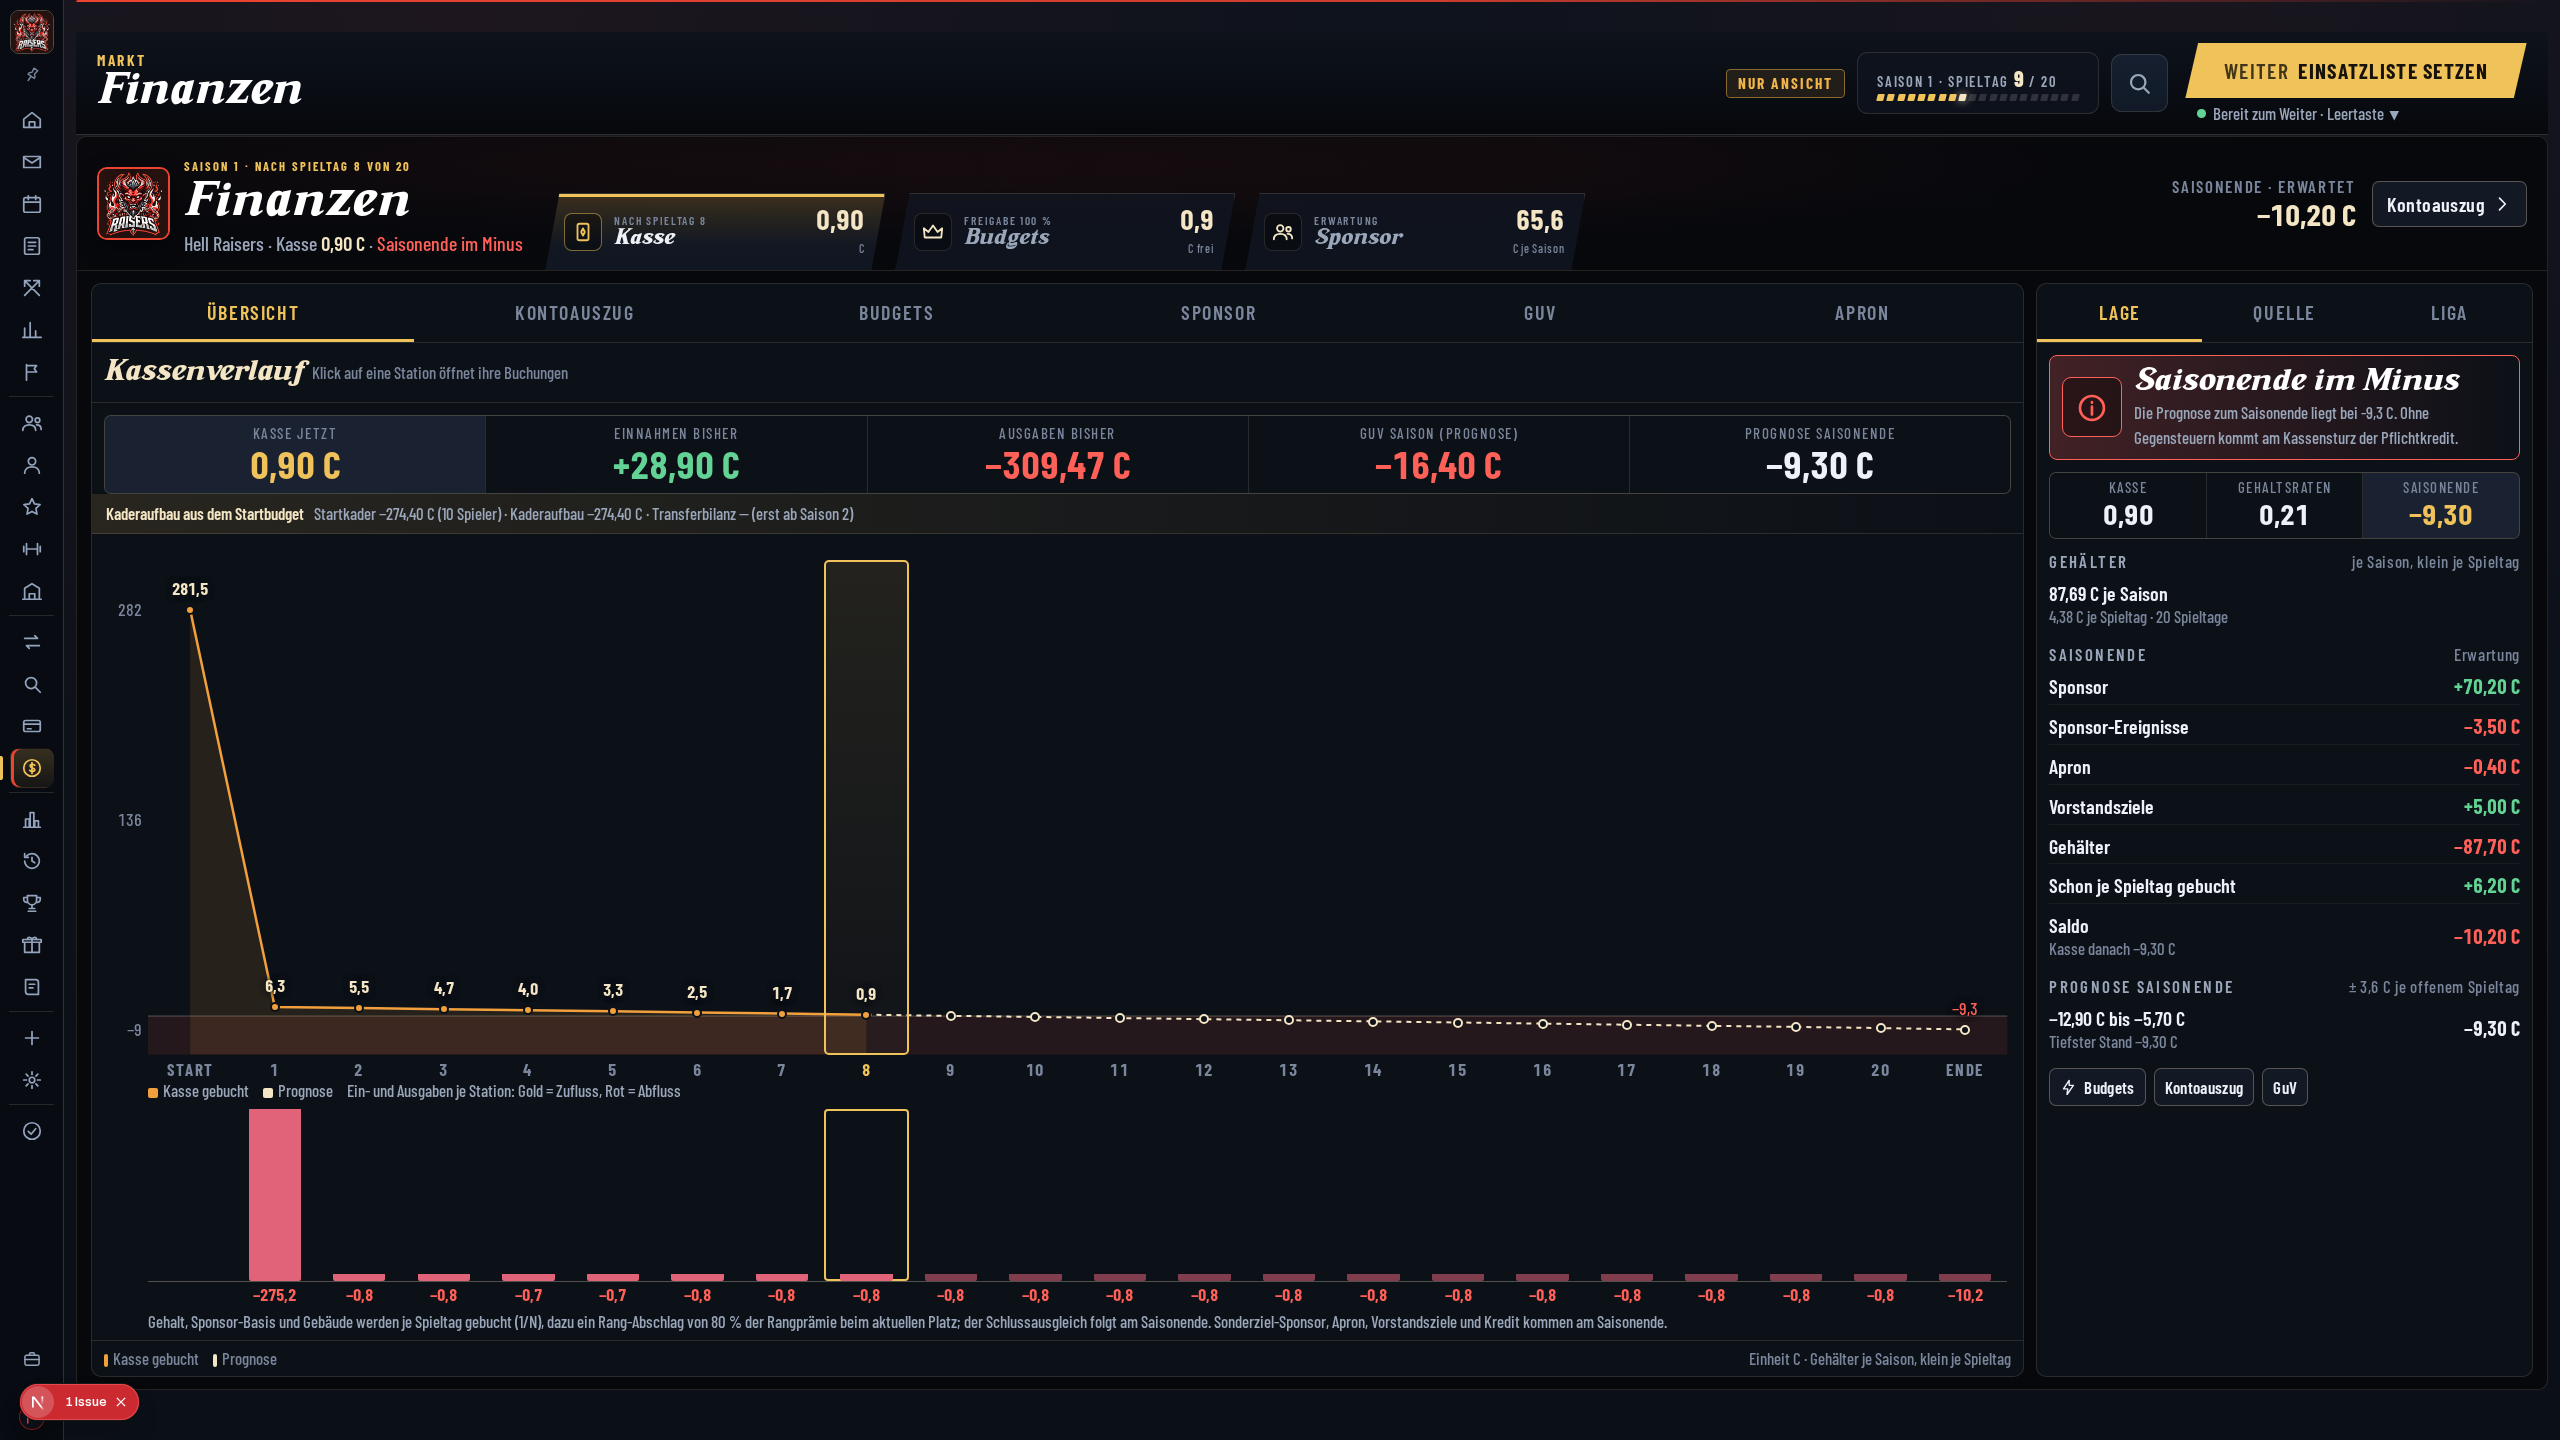 MARKT
Finanzen
NUR ANSICHT
SAISON 1 · SPIELTAG 9 / 20
WEITER EINSATZLISTE SETZEN
Bereit zum Weiter · Leertaste ▼
RAISERS
RAISERS
SAISON 1 · NACH SPIELTAG 8 VON 20
Finanzen
Hell Raisers · Kasse 0,90 C · Saisonende im Minus
NACH SPIELTAG 8
Kasse
0,90
C
FREIGABE 100 %
Budgets
0,9
C frei
ERWARTUNG
Sponsor
65,6
C je Saison
SAISONENDE · ERWARTET
−10,20 C
Kontoauszug
ÜBERSICHT
KONTOAUSZUG
BUDGETS
SPONSOR
GUV
APRON
Kassenverlauf Klick auf eine Station öffnet ihre Buchungen
KASSE JETZT
0,90 C
EINNAHMEN BISHER
+28,90 C
AUSGABEN BISHER
−309,47 C
GUV SAISON (PROGNOSE)
−16,40 C
PROGNOSE SAISONENDE
−9,30 C
Kaderaufbau aus dem Startbudget Startkader −274,40 C (10 Spieler) · Kaderaufbau −274,40 C · Transferbilanz — (erst ab Saison 2)
282
136
−9
281,5
6,3
5,5
4,7
4,0
3,3
2,5
1,7
0,9
−9,3
START 1 2 3 4 5 6 7 8 9 10 11 12 13 14 15 16 17 18 19 20 ENDE
Kasse gebucht Prognose Ein- und Ausgaben je Station: Gold = Zufluss, Rot = Abfluss
−275,2 −0,8 −0,8 −0,7 −0,7 −0,8 −0,8 −0,8 −0,8 −0,8 −0,8 −0,8 −0,8 −0,8 −0,8 −0,8 −0,8 −0,8 −0,8 −0,8 −10,2
Gehalt, Sponsor-Basis und Gebäude werden je Spieltag gebucht (1/N), dazu ein Rang-Abschlag von 80 % der Rangprämie beim aktuellen Platz; der Schlussausgleich folgt am Saisonende. Sonderziel-Sponsor, Apron, Vorstandsziele und Kredit kommen am Saisonende.
Kasse gebucht Prognose
Einheit C · Gehälter je Saison, klein je Spieltag
LAGE
QUELLE
LIGA
Saisonende im Minus
Die Prognose zum Saisonende liegt bei -9,3 C. Ohne
Gegensteuern kommt am Kassensturz der Pflichtkredit.
KASSE
0,90
GEHALTSRATEN
0,21
SAISONENDE
−9,30
GEHÄLTER
je Saison, klein je Spieltag
87,69 C je Saison
4,38 C je Spieltag · 20 Spieltage
SAISONENDE
Erwartung
Sponsor +70,20 C
Sponsor-Ereignisse −3,50 C
Apron −0,40 C
Vorstandsziele +5,00 C
Gehälter −87,70 C
Schon je Spieltag gebucht +6,20 C
Saldo −10,20 C
Kasse danach −9,30 C
PROGNOSE SAISONENDE
± 3,6 C je offenem Spieltag
−12,90 C bis −5,70 C −9,30 C
Tiefster Stand −9,30 C
Budgets
Kontoauszug
GuV
N 1 Issue